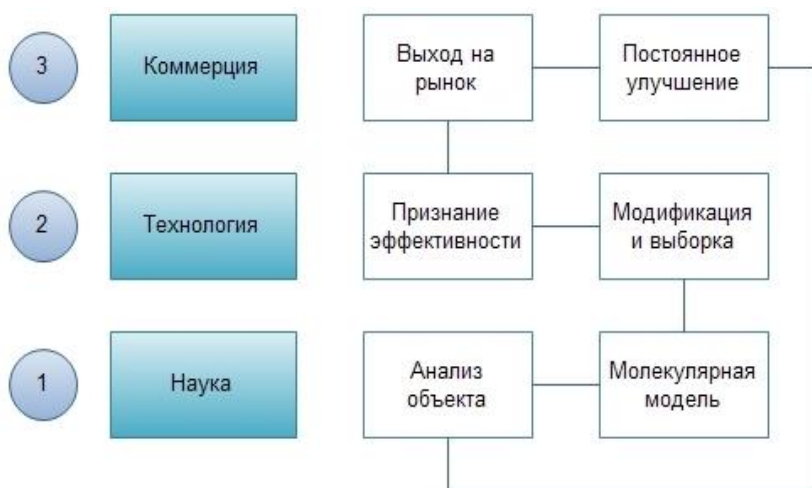 3
Коммерция
Выход на
рынок
Постоянное
улучшение
2
Технология
Признание
эффективности
Модификация
и выборка
1
Наука
Анализ
объекта
Молекулярная
модель